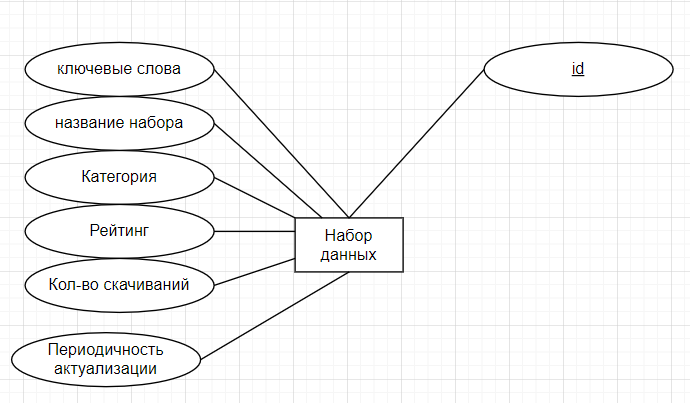 ключевые слова
id
название набора
Категория
Рейтинг
Набор
данных
Кол-во скачиваний
Периодичность
актуализации